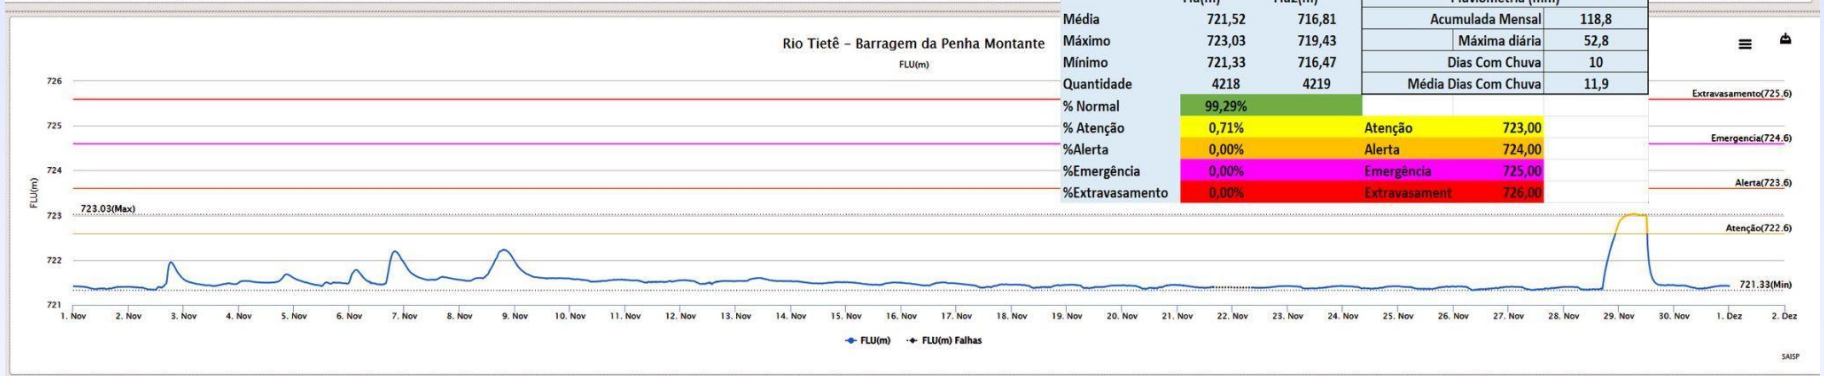 Flu(m) Flu2(m) Pluviometria (mm)
Média 721,52 716,81 Acumulada Mensal 118,8
Rio Tietê - Barragem da Penha Montante
Máximo 723,03 719,43 Máxima diária 52,8
FLU(m)
Mínimo 721,33 716,47 Dias Com Chuva 10
Quantidade 4218 4219 Média Dias Com Chuva 11,9
% Normal 99,29%
% Atenção 0,71% Atenção 723,00
%Alerta 0,00% Alerta 724,00
%Emergência 0,00% Emergência 725,00
%Extravasamento 0,00% Extravasament 726,00
726
Extravasamento(725.6)
725
Emergencia(724.6)
724
Alerta(723.6)
FLU(m)
723
723.03(Max)
Atenção(722.6)
722
721.33(Min)
721
1. Nov 2. Nov 3. Nov 4. Nov 5. Nov 6. Nov 7. Nov 8. Nov 9. Nov 10. Nov 11. Nov 12. Nov 13. Nov 14. Nov 15. Nov 16. Nov 17. Nov 18. Nov 19. Nov 20. Nov 21. Nov 22. Nov 23. Nov 24. Nov 25. Nov 26. Nov 27. Nov 28. Nov 29. Nov 30. Nov 1. Dez 2. Dez
FLU(m) FLU(m) Falhas
SAISP